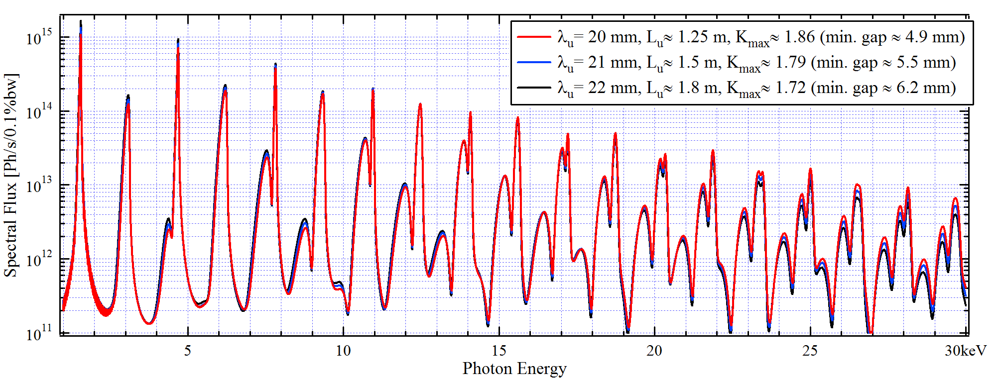 λu= 20 mm, Lu≈ 1.25 m, Kmax≈ 1.86 (min. gap ≈ 4.9 mm)
λu= 21 mm, Lu≈ 1.5 m, Kmax≈ 1.79 (min. gap ≈ 5.5 mm)
λu= 22 mm, Lu≈ 1.8 m, Kmax≈ 1.72 (min. gap ≈ 6.2 mm)
Spectral Flux [Ph/s/0.1%bw]
10^15
10^14
10^13
10^12
10^11
5 10 15 20 25 30keV
Photon Energy